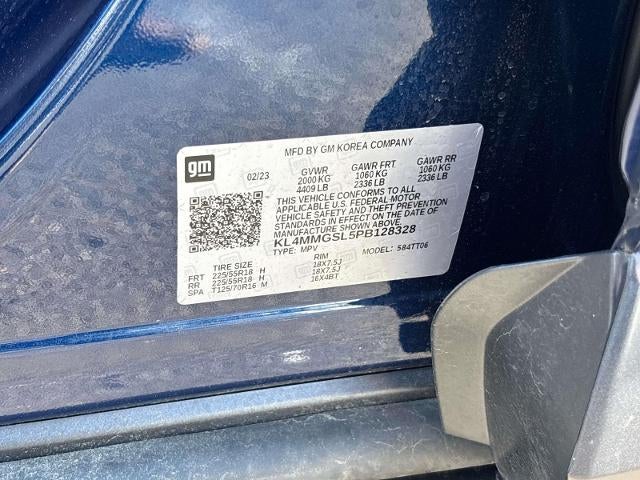 gm
MFD BY GM KOREA COMPANY
02/23 GVWR GAWR FRT GAWR RR
2000 KG 1060 KG 1060 KG
4409 LB 2336 LB 2336 LB
THIS VEHICLE CONFORMS TO ALL
APPLICABLE U.S. FEDERAL MOTOR
VEHICLE SAFETY AND THEFT PREVENTION
STANDARDS IN EFFECT ON THE DATE OF
MANUFACTURE SHOWN ABOVE.
KL4MMGSL5PB128328
TYPE: MPV MODEL: 584TT06
TIRE SIZE RIM
FRT 225/55R18 H 18X7.5J
RR 225/55R18 H 18X7.5J
SPA T125/70R16 M 16X4BT